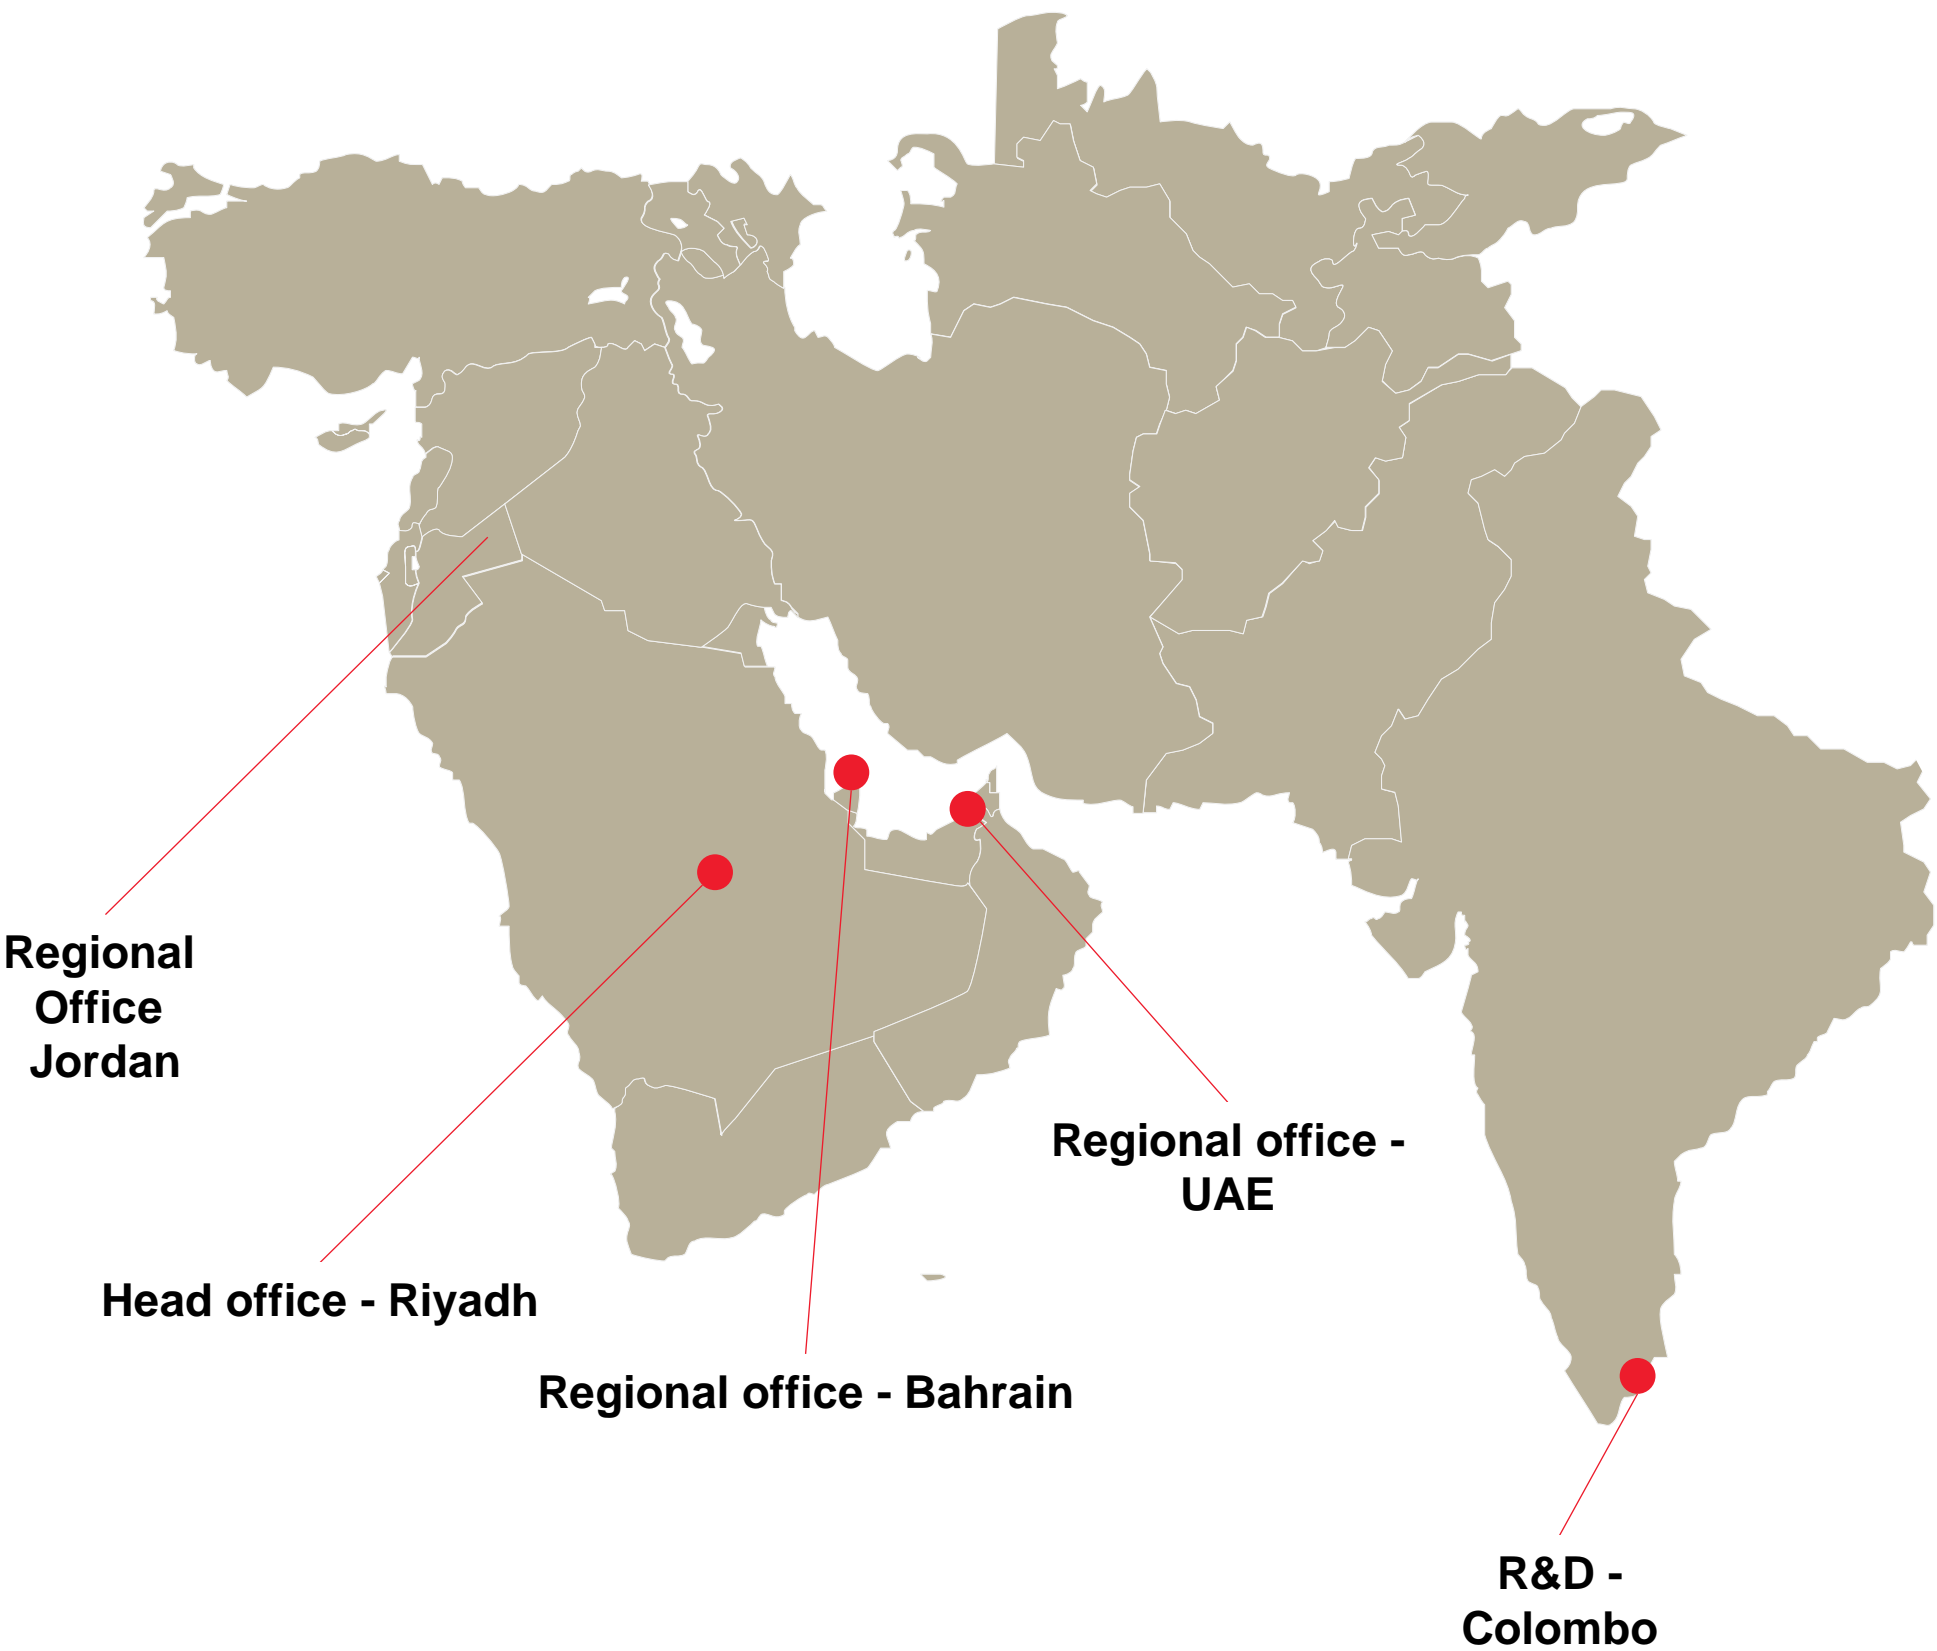 Regional
Office
Jordan
Regional office -
UAE
Head office - Riyadh
Regional office - Bahrain
R&D -
Colombo